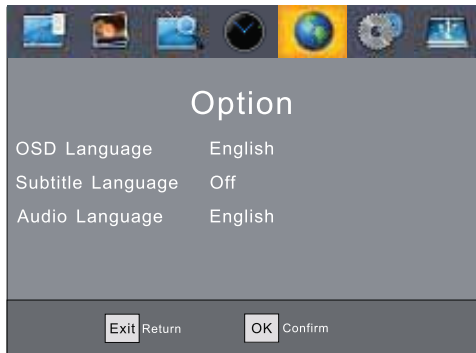 Option
OSD Language English
Subtitle Language Off
Audio Language English
Exit Return OK Confirm